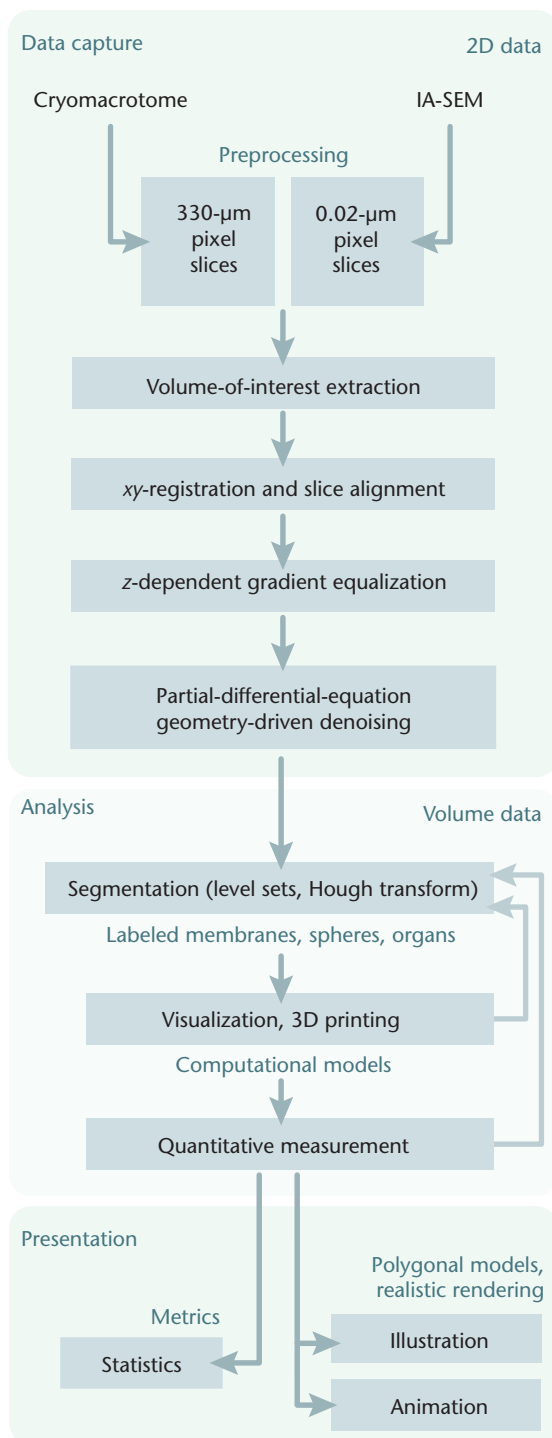 Data capture
2D data
Cryomacrotome
IA-SEM
Preprocessing
330-µm
pixel
slices
0.02-µm
pixel
slices
Volume-of-interest extraction
xy-registration and slice alignment
z-dependent gradient equalization
Partial-differential-equation
geometry-driven denoising
Analysis
Volume data
Segmentation (level sets, Hough transform)
Labeled membranes, spheres, organs
Visualization, 3D printing
Computational models
Quantitative measurement
Presentation
Polygonal models,
realistic rendering
Metrics
Statistics
Illustration
Animation